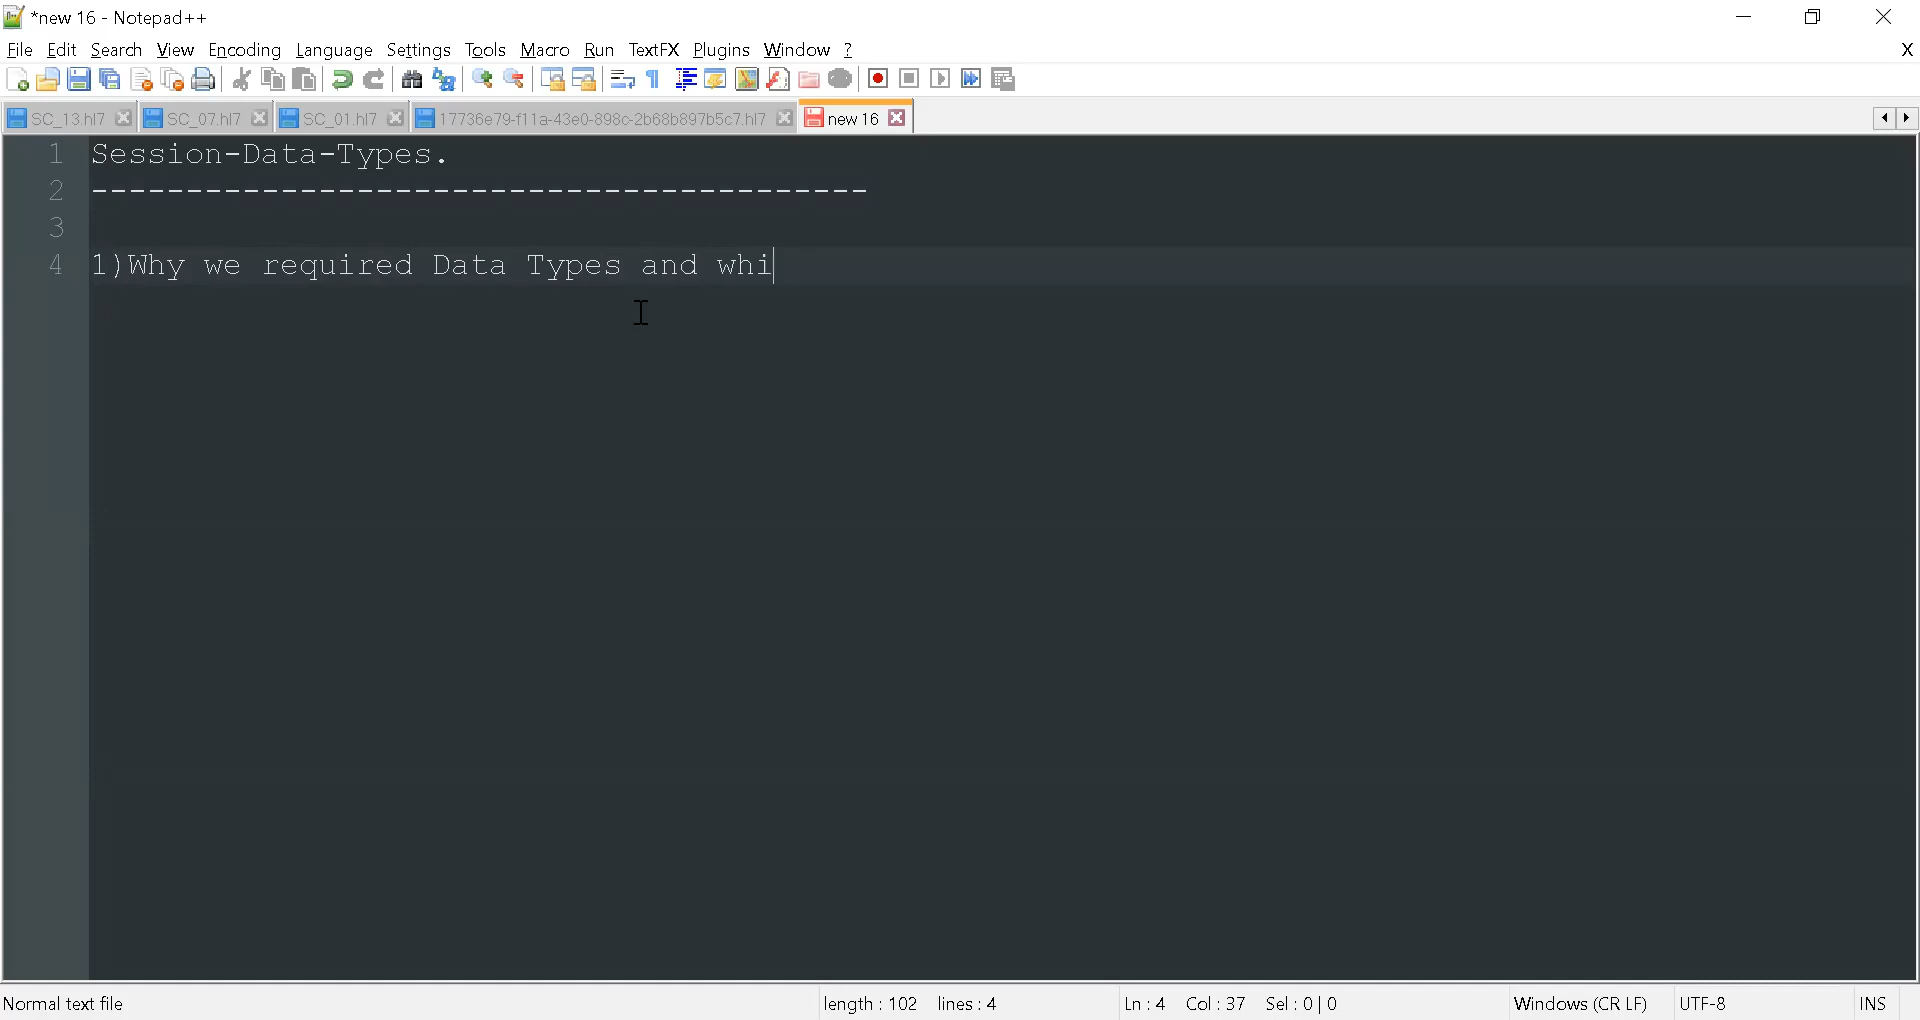 *new 16 - Notepad++
File Edit Search View Encoding Language Settings Tools Macro Run TextFX Plugins Window ? X
SC_13.hl7 SC_07.hl7 SC_01.hl7 17736e79-f11a-43e0-898c-2b68b897b5c7.hl7 new 16
1 Session-Data-Types.
2 ------------------------------------------
3
4 1)Why we required Data Types and whi
Normal text file length : 102 lines : 4 Ln : 4 Col : 37 Sel : 0 | 0 Windows (CR LF) UTF-8 INS